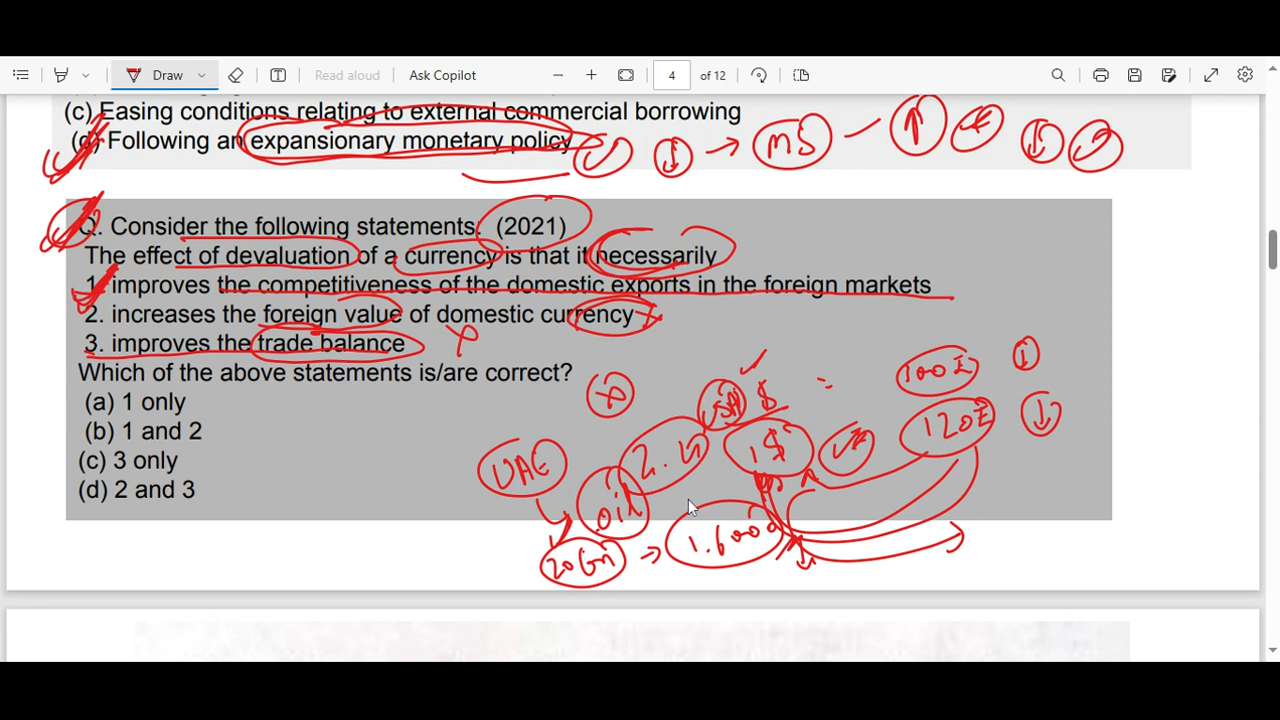 Draw
Read aloud
Ask Copilot
4 of 12
(c) Easing conditions relating to external commercial borrowing
(d) Following an expansionary monetary policy
MS
Q. Consider the following statements: (2021)
The effect of devaluation of a currency is that it necessarily
1. improves the competitiveness of the domestic exports in the foreign markets
2. increases the foreign value of domestic currency
3. improves the trade balance
Which of the above statements is/are correct?
(a) 1 only
(b) 1 and 2
(c) 3 only
(d) 2 and 3
$ =
1$
UAE
oil